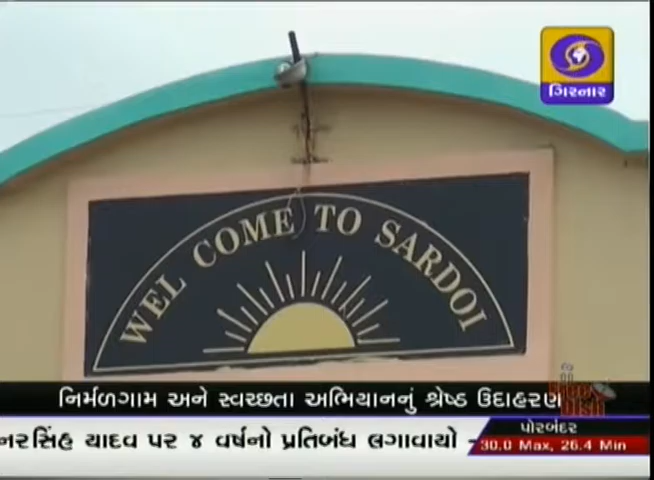 ગિરનાર
WEL COME TO SARDOI
નિર્મળગામ અને સ્વચ્છતા અભિયાનનું શ્રેષ્ઠ ઉદાહરણ
નરસિંહ યાદવ પર ૪ વર્ષનો પ્રતિબંધ લગાવાયો -
પોરબંદર
30.0 Max, 26.4 Min